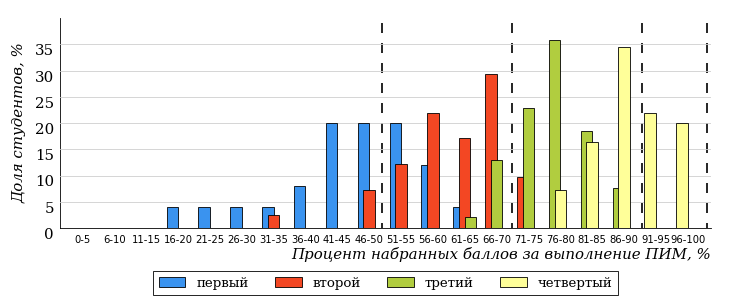 Доля студентов, %
35
30
25
20
15
10
5
0
0-5 6-10 11-15 16-20 21-25 26-30 31-35 36-40 41-45 46-50 51-55 56-60 61-65 66-70 71-75 76-80 81-85 86-90 91-95 96-100
Процент набранных баллов за выполнение ПИМ, %
первый второй третий четвертый